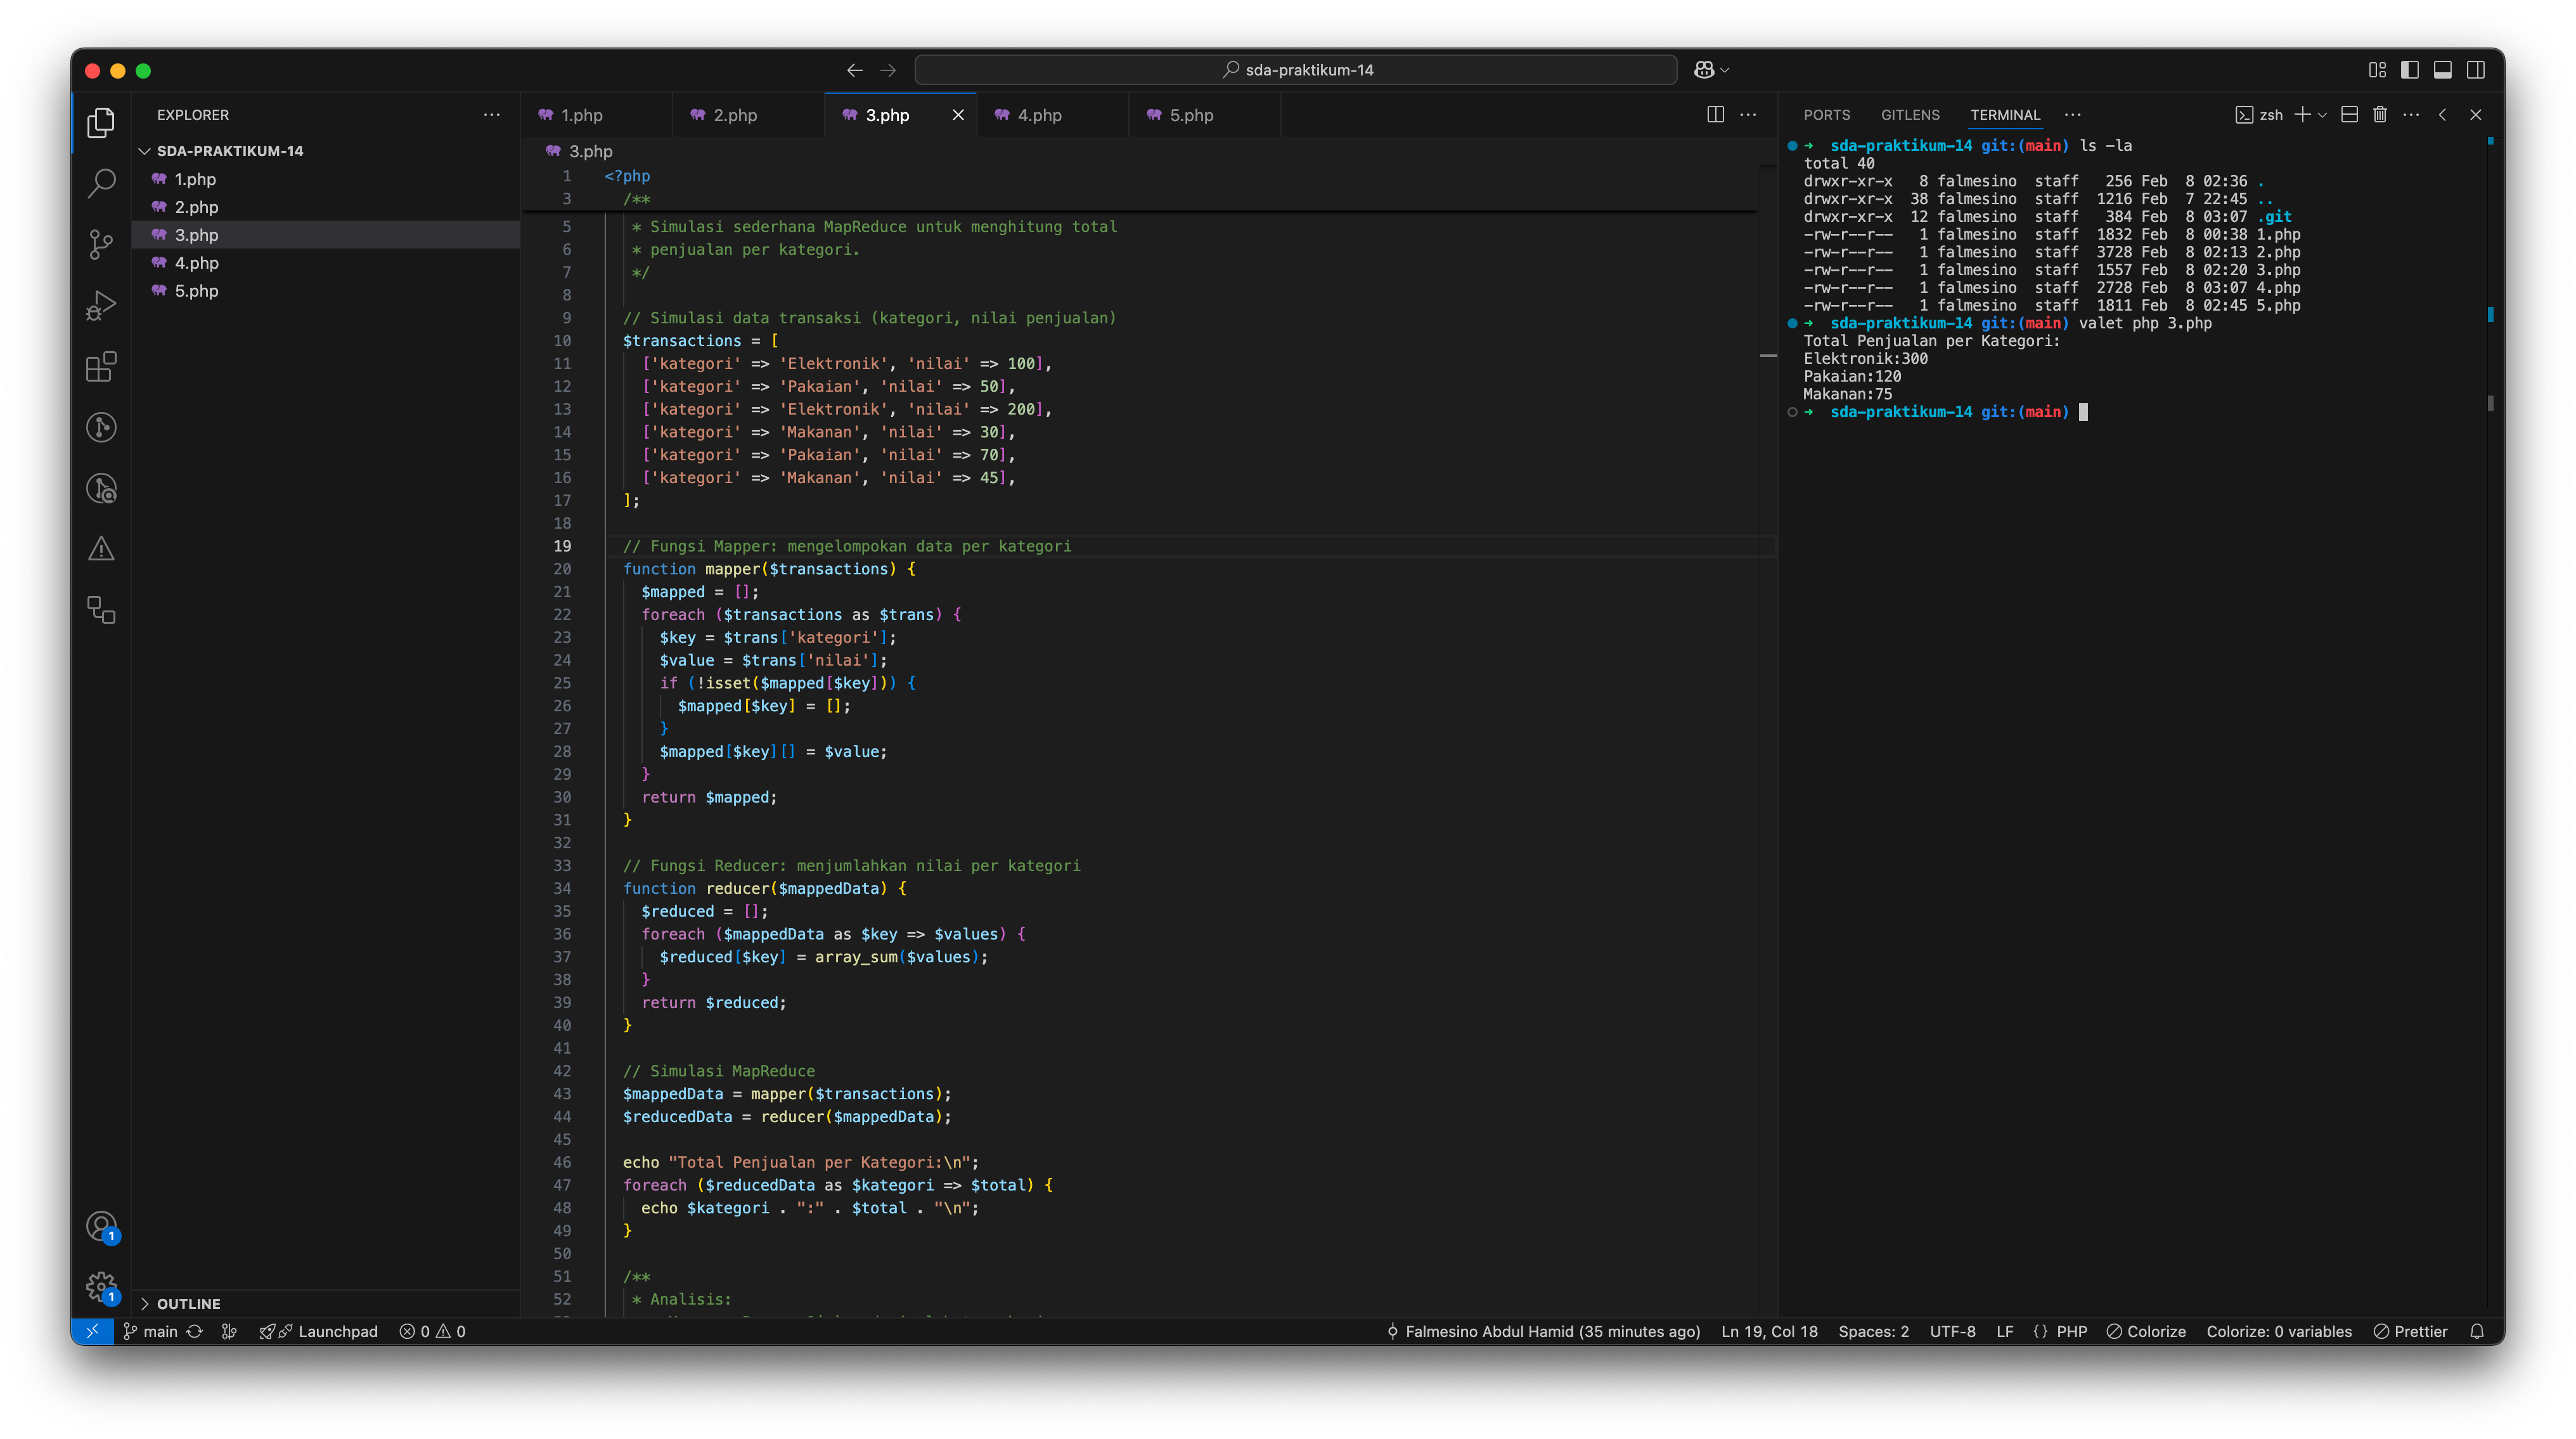 sda-praktikum-14
EXPLORER
SDA-PRAKTIKUM-14
1.php
2.php
3.php
4.php
5.php
OUTLINE
1
1
1.php
2.php
3.php
4.php
5.php
3.php
1 <?php
3 /**
5 * Simulasi sederhana MapReduce untuk menghitung total
6 * penjualan per kategori.
7 */
8
9 // Simulasi data transaksi (kategori, nilai penjualan)
10 $transactions = [
11 ['kategori' => 'Elektronik', 'nilai' => 100],
12 ['kategori' => 'Pakaian', 'nilai' => 50],
13 ['kategori' => 'Elektronik', 'nilai' => 200],
14 ['kategori' => 'Makanan', 'nilai' => 30],
15 ['kategori' => 'Pakaian', 'nilai' => 70],
16 ['kategori' => 'Makanan', 'nilai' => 45],
17 ];
18
19 // Fungsi Mapper: mengelompokan data per kategori
20 function mapper($transactions) {
21 $mapped = [];
22 foreach ($transactions as $trans) {
23 $key = $trans['kategori'];
24 $value = $trans['nilai'];
25 if (!isset($mapped[$key])) {
26 $mapped[$key] = [];
27 }
28 $mapped[$key][] = $value;
29 }
30 return $mapped;
31 }
32
33 // Fungsi Reducer: menjumlahkan nilai per kategori
34 function reducer($mappedData) {
35 $reduced = [];
36 foreach ($mappedData as $key => $values) {
37 $reduced[$key] = array_sum($values);
38 }
39 return $reduced;
40 }
41
42 // Simulasi MapReduce
43 $mappedData = mapper($transactions);
44 $reducedData = reducer($mappedData);
45
46 echo "Total Penjualan per Kategori:\n";
47 foreach ($reducedData as $kategori => $total) {
48 echo $kategori . ":" . $total . "\n";
49 }
50
51 /**
52 * Analisis:
PORTS GITLENS TERMINAL zsh
➜ sda-praktikum-14 git:(main) ls -la
total 40
drwxr-xr-x 8 falmesino staff 256 Feb 8 02:36 .
drwxr-xr-x 38 falmesino staff 1216 Feb 7 22:45 ..
drwxr-xr-x 12 falmesino staff 384 Feb 8 03:07 .git
-rw-r--r-- 1 falmesino staff 1832 Feb 8 00:38 1.php
-rw-r--r-- 1 falmesino staff 3728 Feb 8 02:13 2.php
-rw-r--r-- 1 falmesino staff 1557 Feb 8 02:20 3.php
-rw-r--r-- 1 falmesino staff 2728 Feb 8 03:07 4.php
-rw-r--r-- 1 falmesino staff 1811 Feb 8 02:45 5.php
➜ sda-praktikum-14 git:(main) valet php 3.php
Total Penjualan per Kategori:
Elektronik:300
Pakaian:120
Makanan:75
➜ sda-praktikum-14 git:(main)
main Launchpad 0 0 Falmesino Abdul Hamid (35 minutes ago) Ln 19, Col 18 Spaces: 2 UTF-8 LF {} PHP Colorize Colorize: 0 variables Prettier